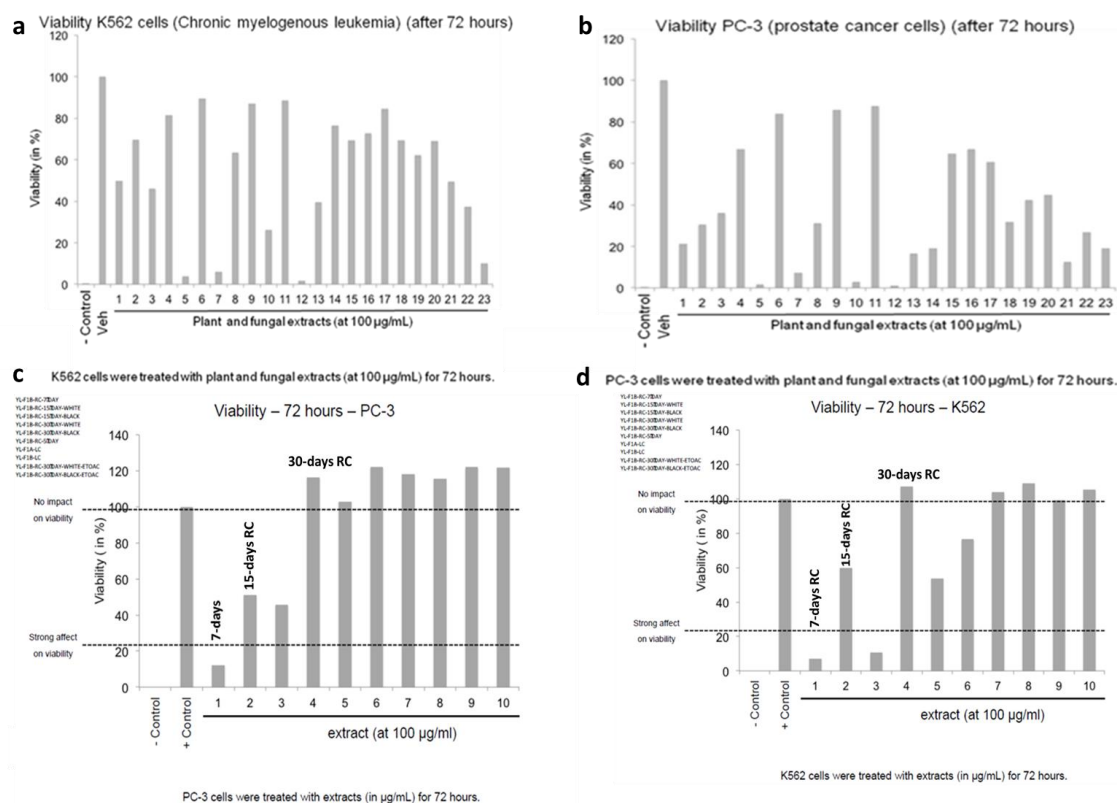 a
Viability K562 cells (Chronic myelogenous leukemia) (after 72 hours)
120
100
80
60
40
20
0
Viability (in %)
- Control
Veh
1 2 3 4 5 6 7 8 9 10 11 12 13 14 15 16 17 18 19 20 21 22 23
Plant and fungal extracts (at 100 µg/mL)
K562 cells were treated with plant and fungal extracts (at 100 µg/mL) for 72 hours.
b
Viability PC-3 (prostate cancer cells) (after 72 hours)
120
100
80
60
40
20
0
Viability (in %)
- Control
Veh
1 2 3 4 5 6 7 8 9 10 11 12 13 14 15 16 17 18 19 20 21 22 23
Plant and fungal extracts (at 100 µg/mL)
PC-3 cells were treated with plant and fungal extracts (at 100 µg/mL) for 72 hours.
c
YL-F1A-LC
YL-F1B-LC
Viability – 72 hours – PC-3
140
120
100
80
60
40
20
0
Viability ( in %)
No impact
on viability
Strong affect
on viability
7-days
15-days RC
30-days RC
- Control
+ Control
1 2 3 4 5 6 7 8 9 10
extract (at 100 µg/ml)
PC-3 cells were treated with extracts (in µg/mL) for 72 hours.
d
YL-F1A-LC
YL-F1B-LC
Viability – 72 hours – K562
140
120
100
80
60
40
20
0
Viability ( in %)
No impact
on viability
Strong affect
on viability
7-days RC
15-days RC
30-days RC
- Control
+ Control
1 2 3 4 5 6 7 8 9 10
extract (at 100 µg/ml)
K562 cells were treated with extracts (in µg/mL) for 72 hours.